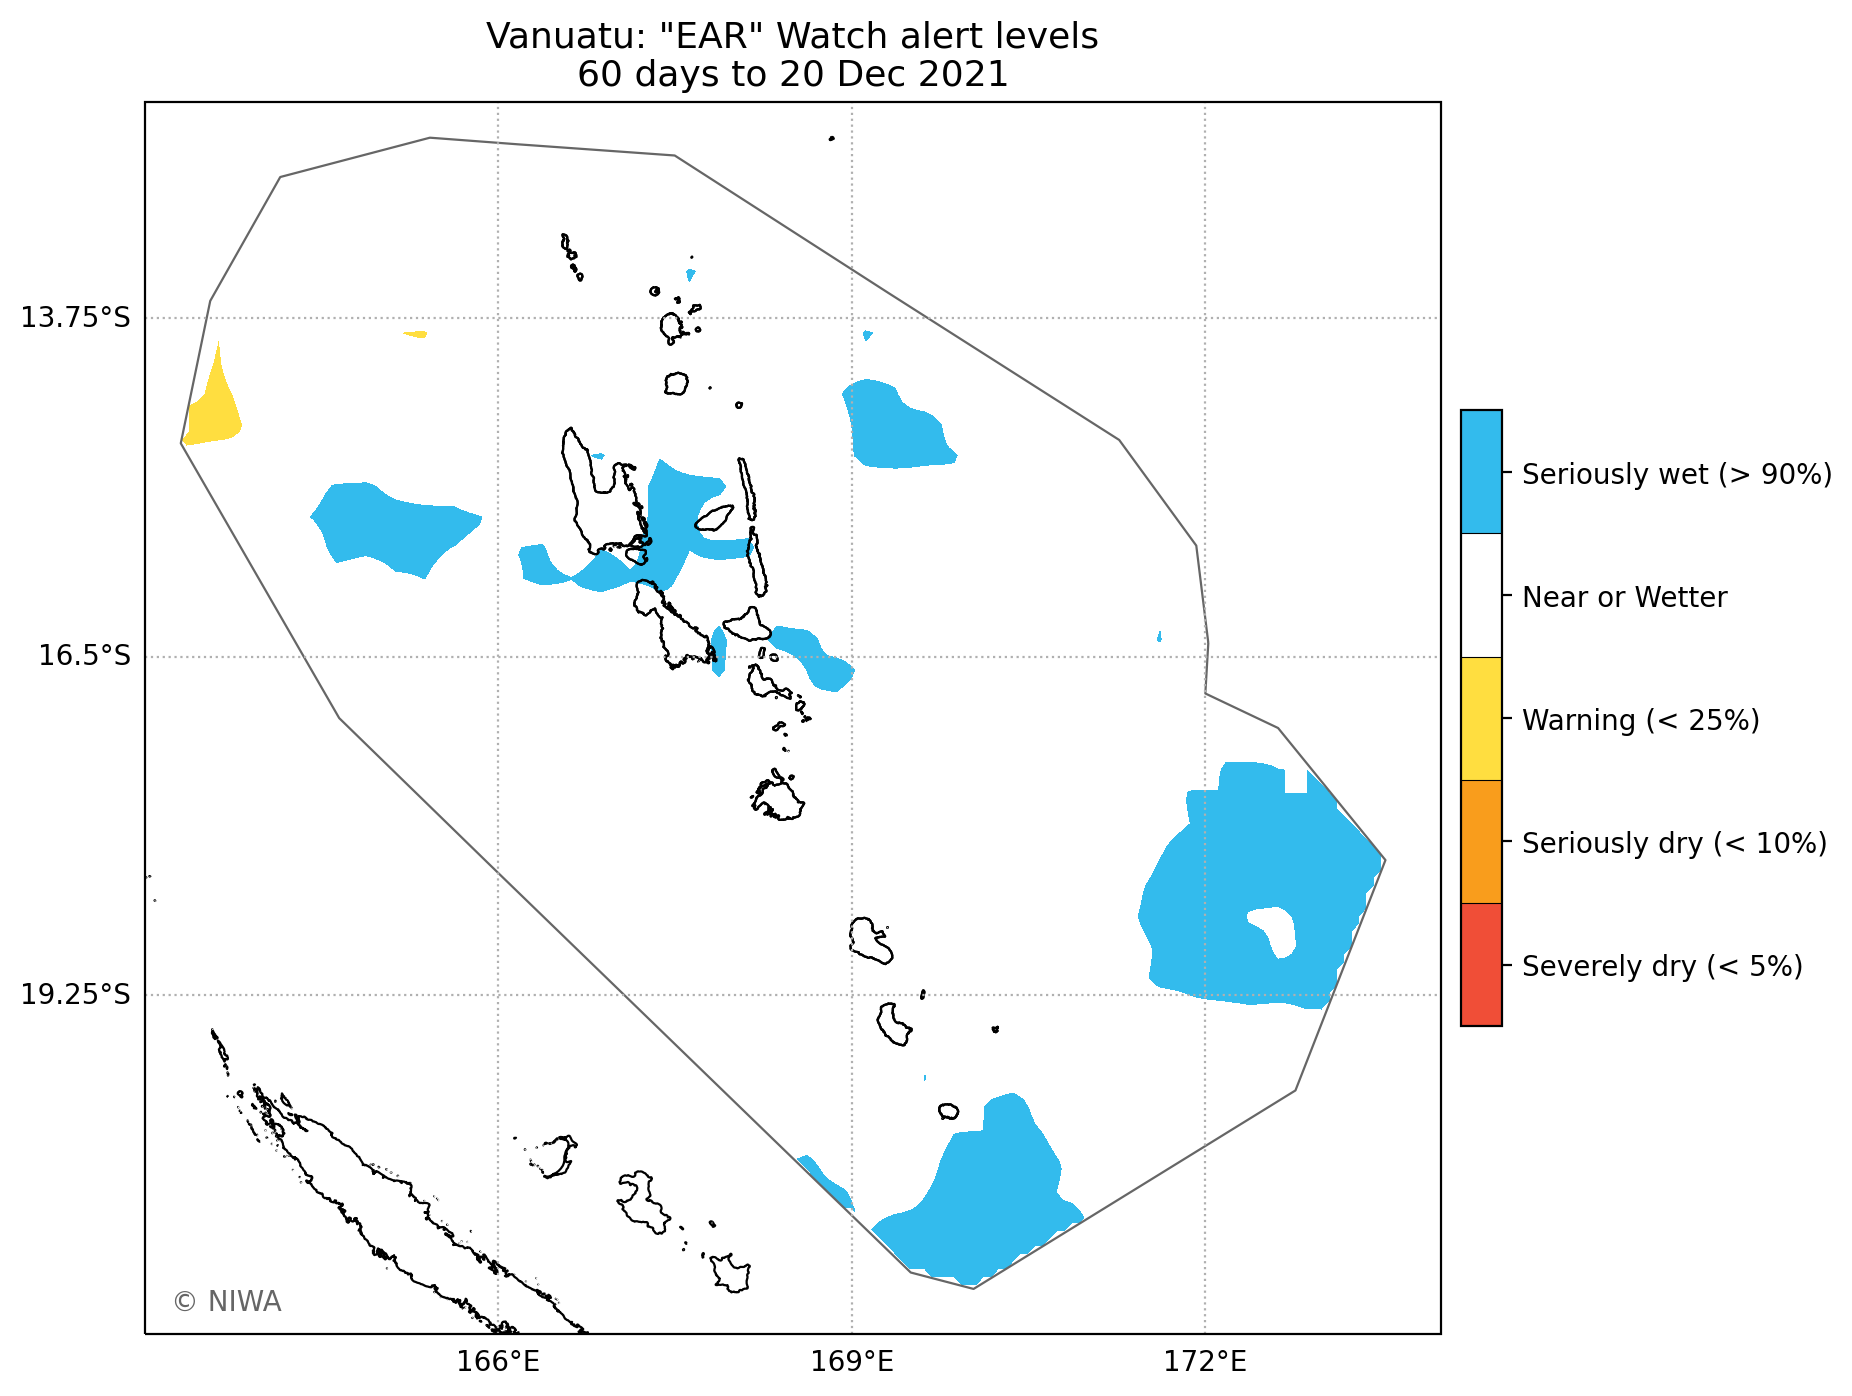 Vanuatu: "EAR" Watch alert levels
60 days to 20 Dec 2021
13.75°S
16.5°S
19.25°S
166°E
169°E
172°E
Seriously wet (> 90%)
Near or Wetter
Warning (< 25%)
Seriously dry (< 10%)
Severely dry (< 5%)
© NIWA